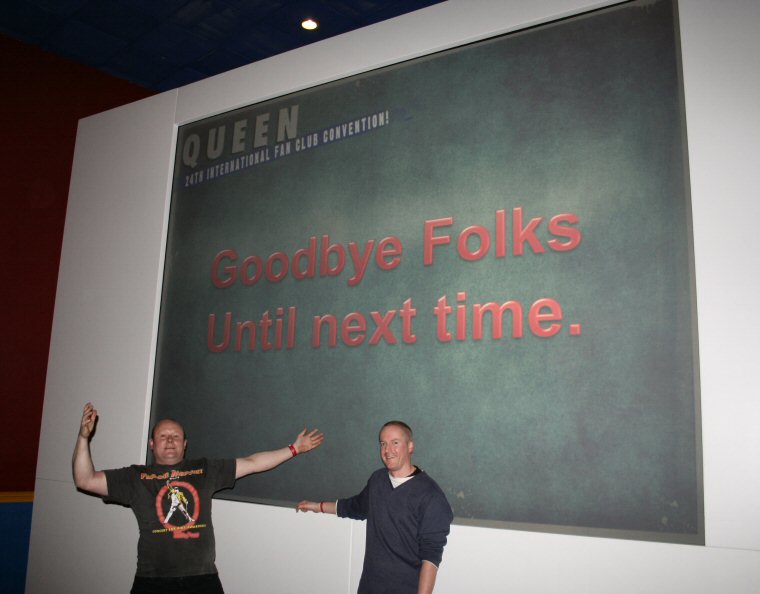 QUEEN
24TH INTERNATIONAL FAN CLUB CONVENTION!
Goodbye Folks
Until next time.